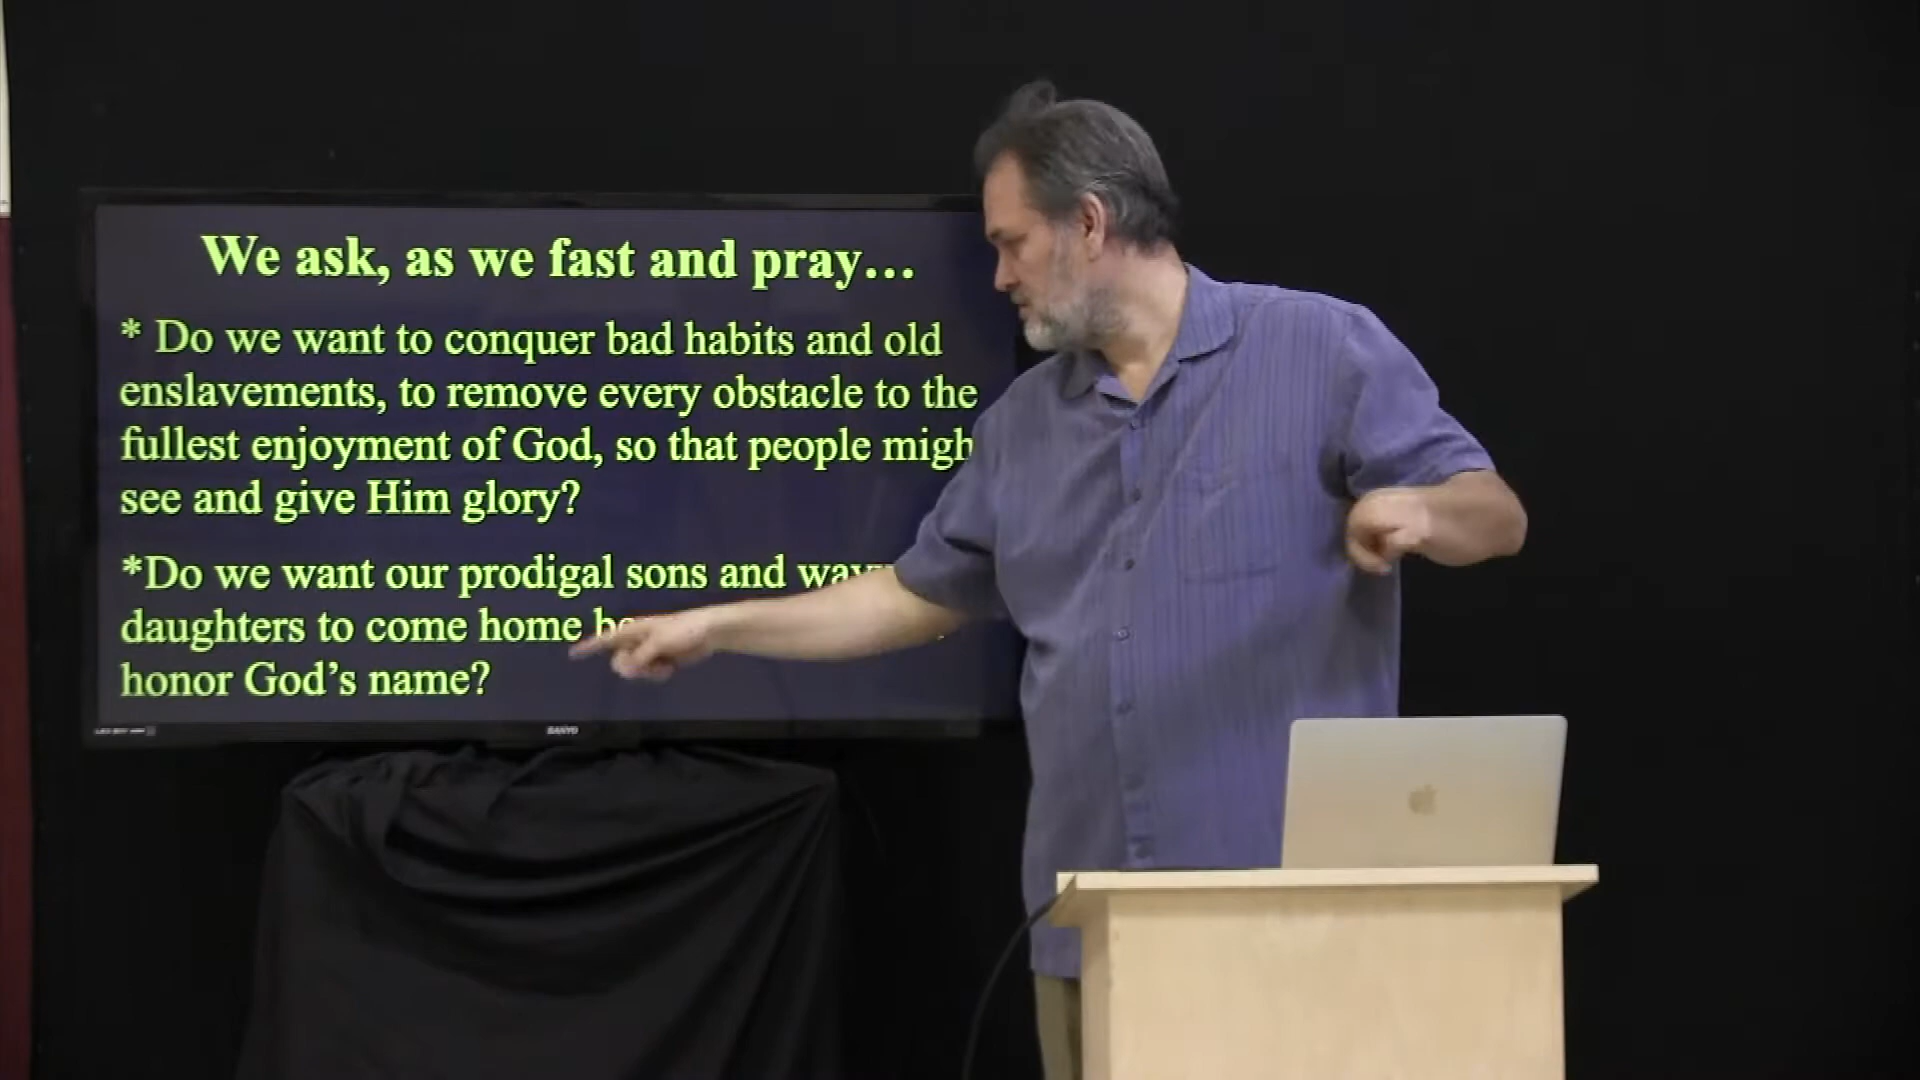 We ask, as we fast and pray…
* Do we want to conquer bad habits and old
enslavements, to remove every obstacle to the
fullest enjoyment of God, so that people migh
see and give Him glory?
*Do we want our prodigal sons and
daughters to come home
honor God’s name?
SANYO